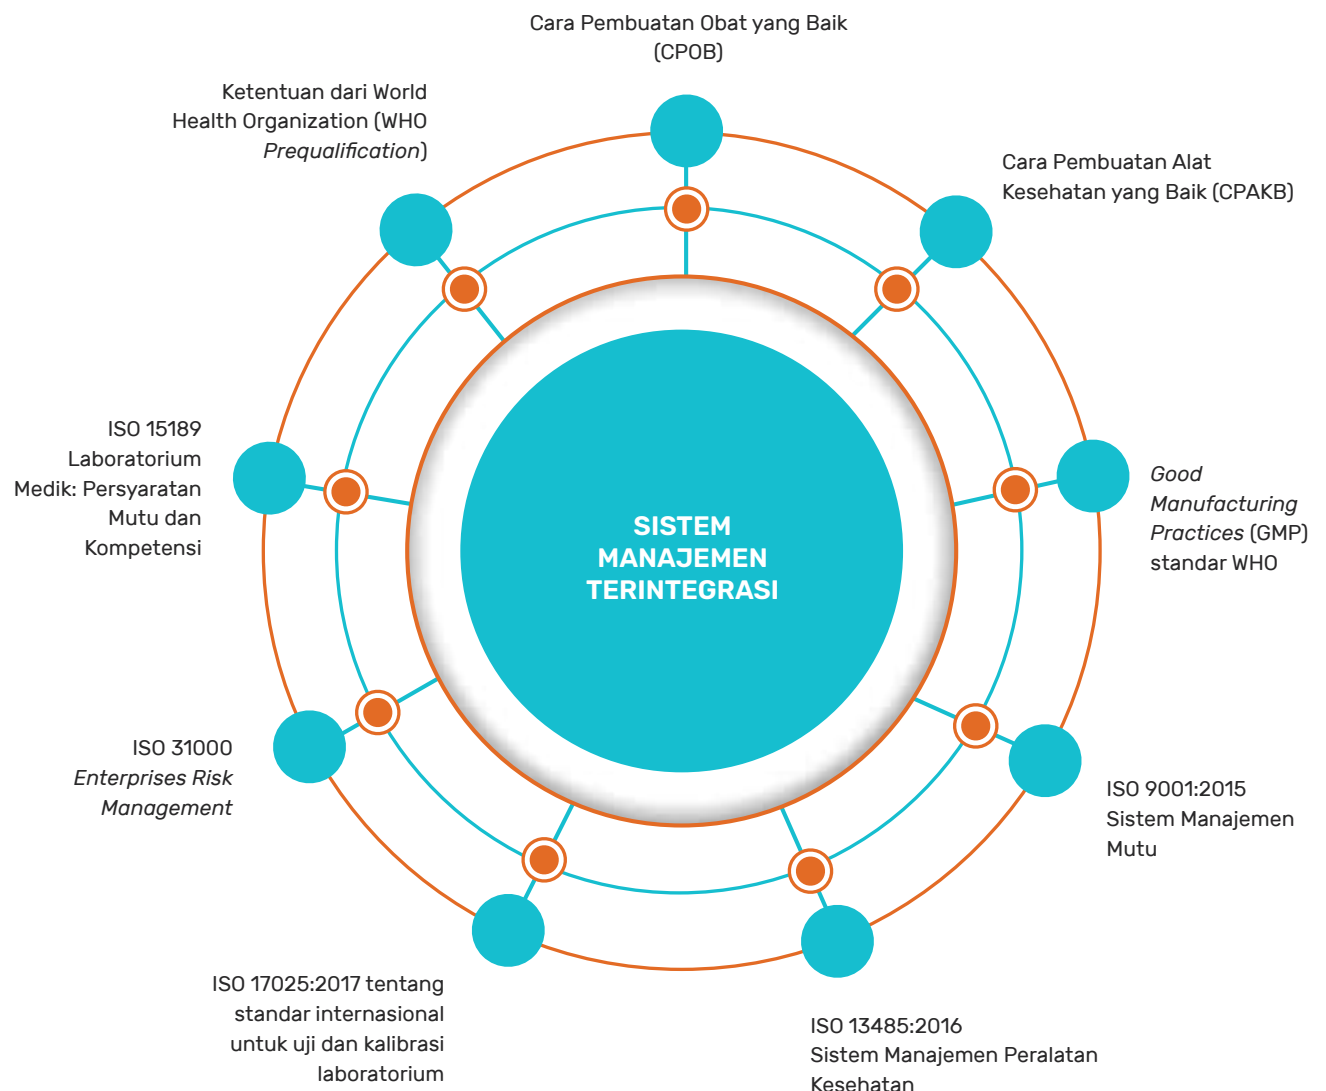 Cara Pembuatan Obat yang Baik
(CPOB)
Cara Pembuatan Alat
Kesehatan yang Baik (CPAKB)
Good
Manufacturing
Practices (GMP)
standar WHO
ISO 9001:2015
Sistem Manajemen
Mutu
ISO 13485:2016
Sistem Manajemen Peralatan
Kesehatan
ISO 17025:2017 tentang
standar internasional
untuk uji dan kalibrasi
laboratorium
ISO 31000
Enterprises Risk
Management
ISO 15189
Laboratorium
Medik: Persyaratan
Mutu dan
Kompetensi
Ketentuan dari World
Health Organization (WHO
Prequalification)
SISTEM
MANAJEMEN
TERINTEGRASI